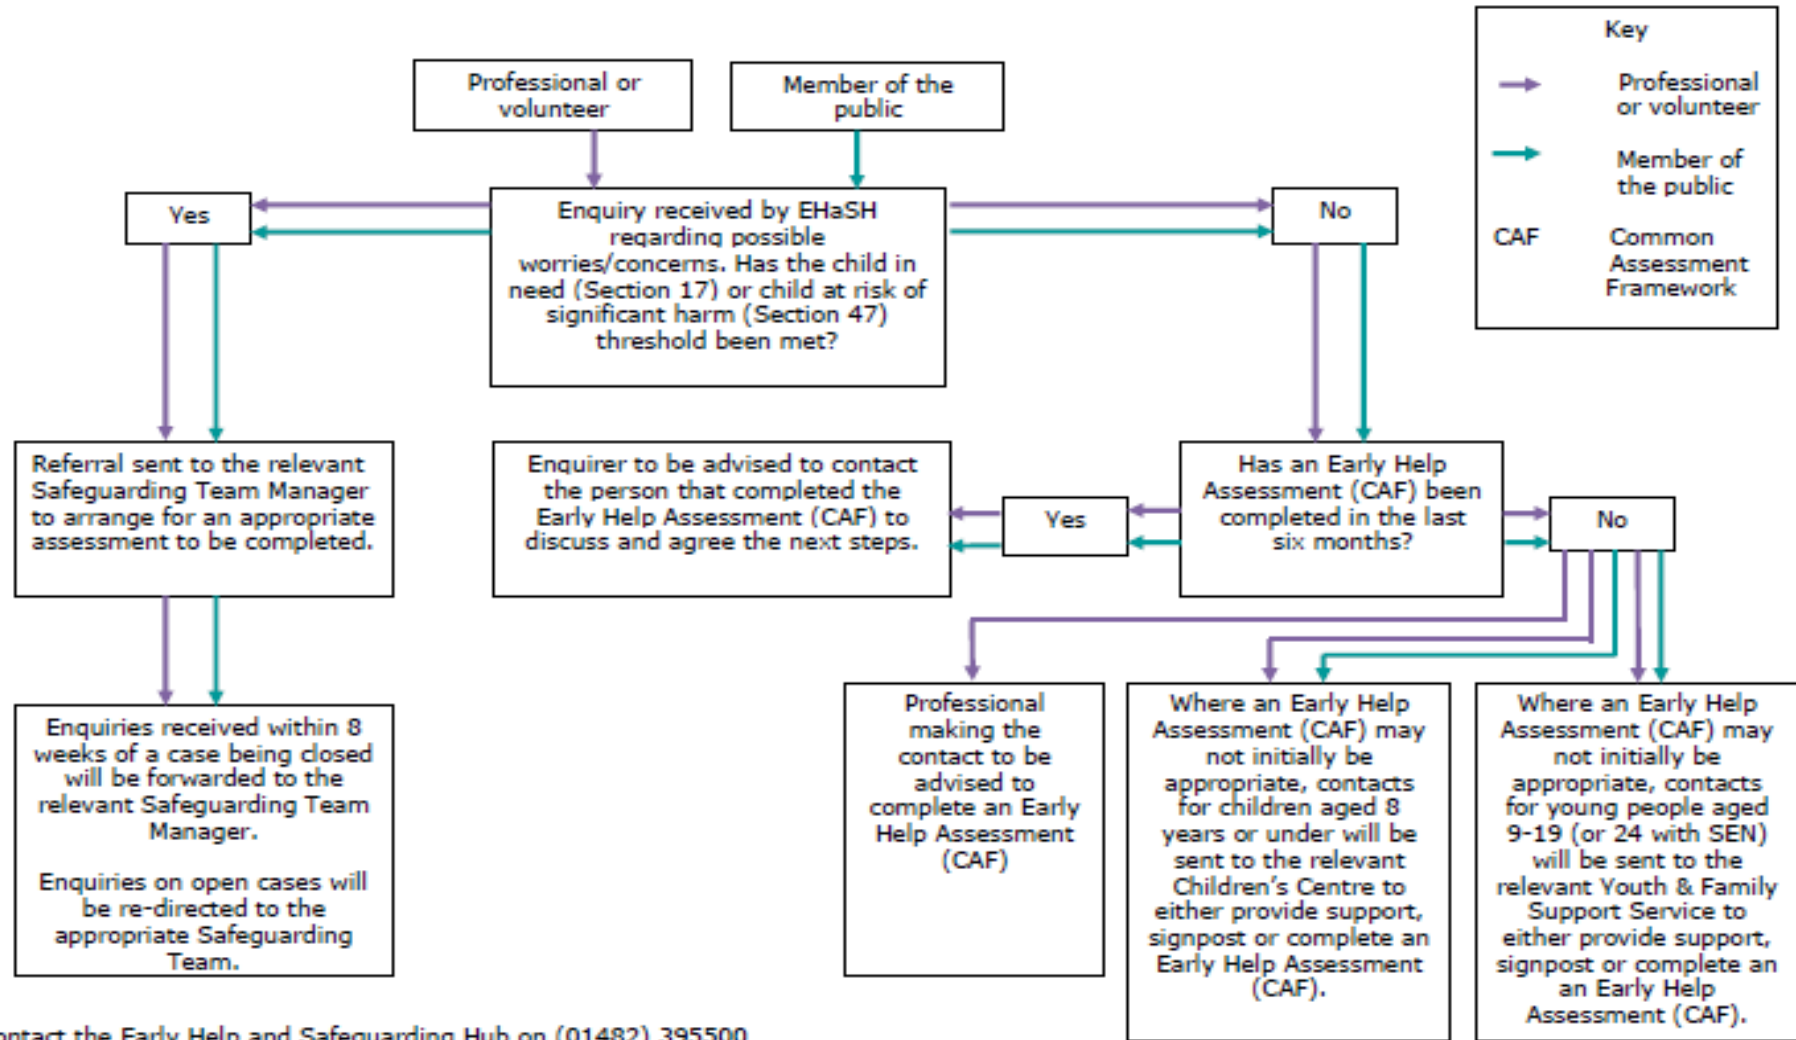 Key
Professional
or volunteer
Member of
the public
CAF Common
Assessment
Framework
Professional or
volunteer
Member of the
public
Yes
Enquiry received by EHaSH
regarding possible
worries/concerns. Has the child in
need (Section 17) or child at risk of
significant harm (Section 47)
threshold been met?
No
Referral sent to the relevant
Safeguarding Team Manager
to arrange for an appropriate
assessment to be completed.
Enquirer to be advised to contact
the person that completed the
Early Help Assessment (CAF) to
discuss and agree the next steps.
Yes
Has an Early Help
Assessment (CAF) been
completed in the last
six months?
No
Enquiries received within 8
weeks of a case being closed
will be forwarded to the
relevant Safeguarding Team
Manager.
Enquiries on open cases will
be re-directed to the
appropriate Safeguarding
Team.
Professional
making the
contact to be
advised to
complete an Early
Help Assessment
(CAF)
Where an Early Help
Assessment (CAF) may
not initially be
appropriate, contacts
for children aged 8
years or under will be
sent to the relevant
Children's Centre to
either provide support,
signpost or complete an
Early Help Assessment
(CAF).
Where an Early Help
Assessment (CAF) may
not initially be
appropriate, contacts
for young people aged
9-19 (or 24 with SEN)
will be sent to the
relevant Youth & Family
Support Service to
either provide support,
signpost or complete an
an Early Help
Assessment (CAF).
ontact the Early Help and Safeguarding Hub on (01482) 395500